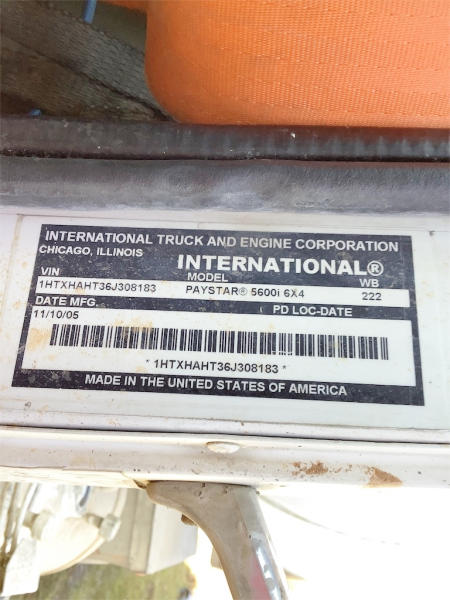 INTERNATIONAL TRUCK AND ENGINE CORPORATION
CHICAGO, ILLINOIS
INTERNATIONAL®
VIN MODEL WB
1HTXHAHT36J308183 PAYSTAR® 5600i 6X4 222
DATE MFG. PD LOC-DATE
11/10/05
* 1HTXHAHT36J308183 *
MADE IN THE UNITED STATES OF AMERICA